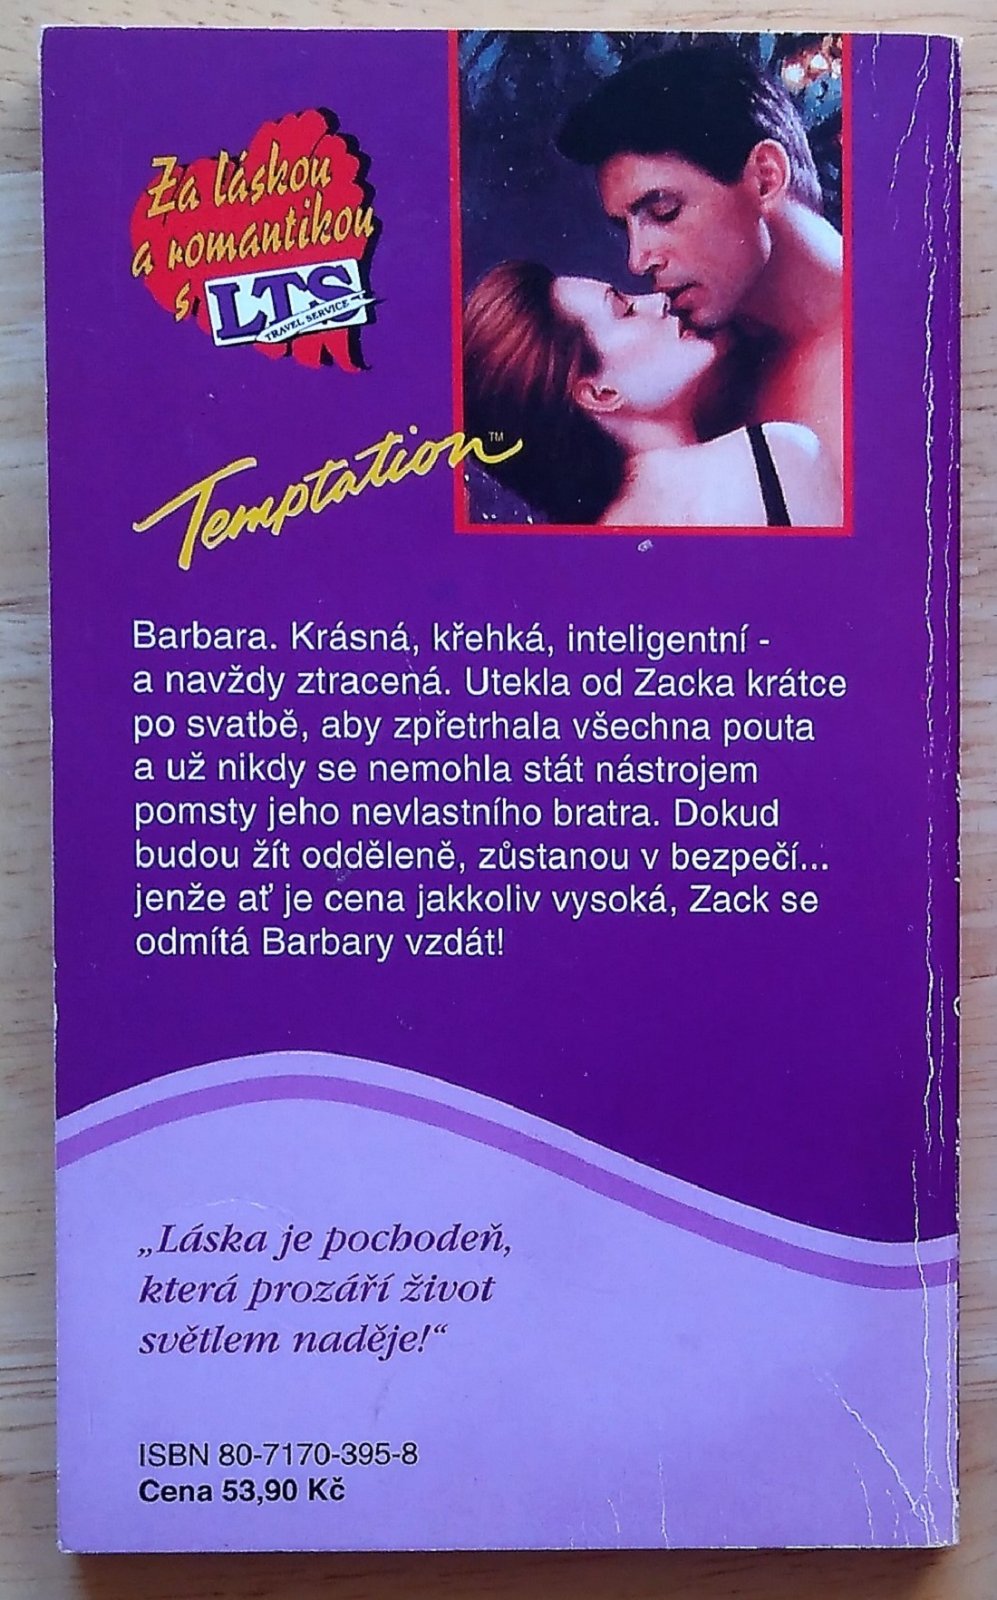 Za láskou
a romantikou
s LTS
TRAVEL SERVICE
Temptation™
Barbara. Krásná, křehká, inteligentní -
a navždy ztracená. Utekla od Zacka krátce
po svatbě, aby zpřetrhala všechna pouta
a už nikdy se nemohla stát nástrojem
pomsty jeho nevlastního bratra. Dokud
budou žít odděleně, zůstanou v bezpečí...
jenže ať je cena jakkoliv vysoká, Zack se
odmítá Barbary vzdát!
„Láska je pochodeň,
která prozáří život
světlem naděje!“
ISBN 80-7170-395-8
Cena 53,90 Kč